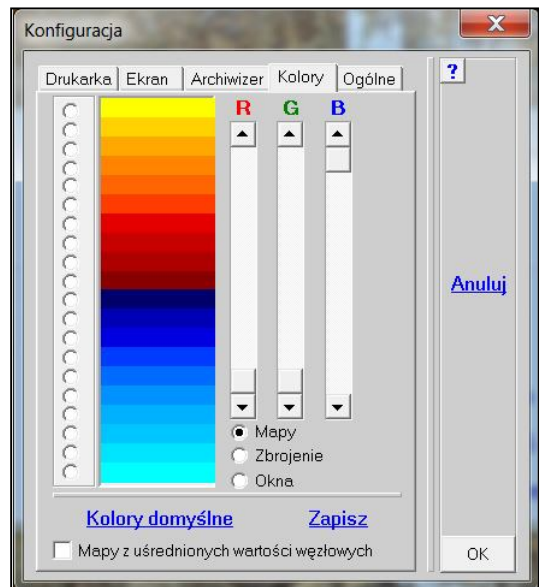 Konfiguracja
X
Drukarka Ekran Archiwizer Kolory Ogólne
?
R G B
Anuluj
Mapy
Zbrojenie
Okna
Kolory domyślne Zapisz
Mapy z uśrednionych wartości węzłowych
OK